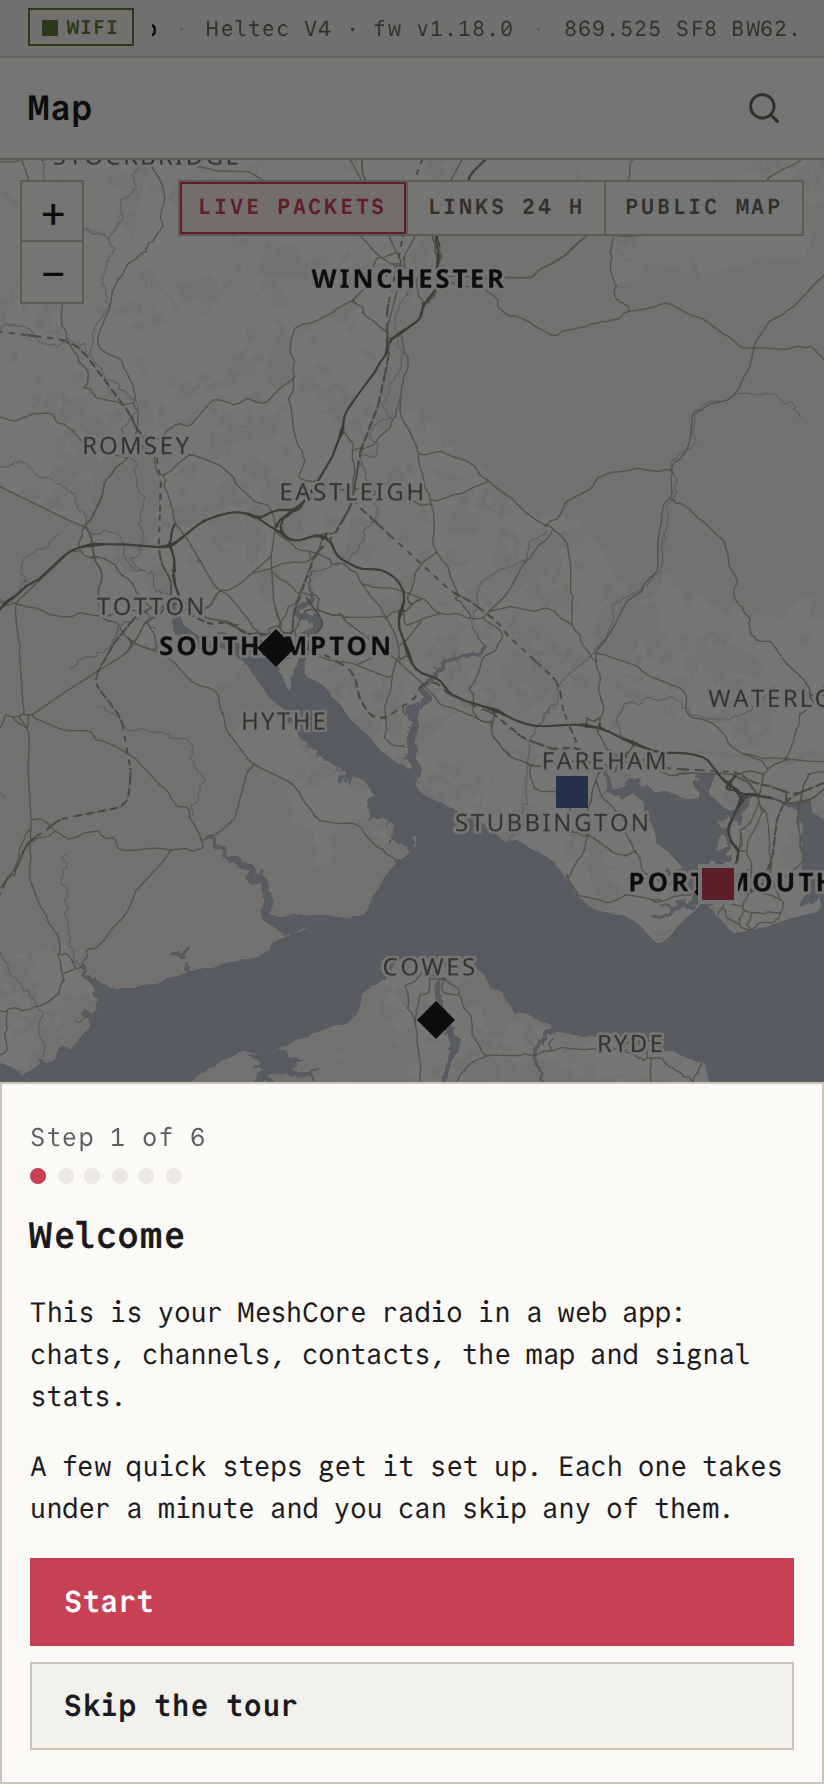 WIFI · Heltec V4 · fw v1.18.0 · 869.525 SF8 BW62.
Map
STOCKBRIDGE
+
LIVE PACKETS LINKS 24 H PUBLIC MAP
−
WINCHESTER
ROMSEY
EASTLEIGH
TOTTON
HYTHE
FAREHAM
STUBBINGTON
COWES
RYDE
Step 1 of 6
Welcome
This is your MeshCore radio in a web app:
chats, channels, contacts, the map and signal
stats.
A few quick steps get it set up. Each one takes
under a minute and you can skip any of them.
Start
Skip the tour